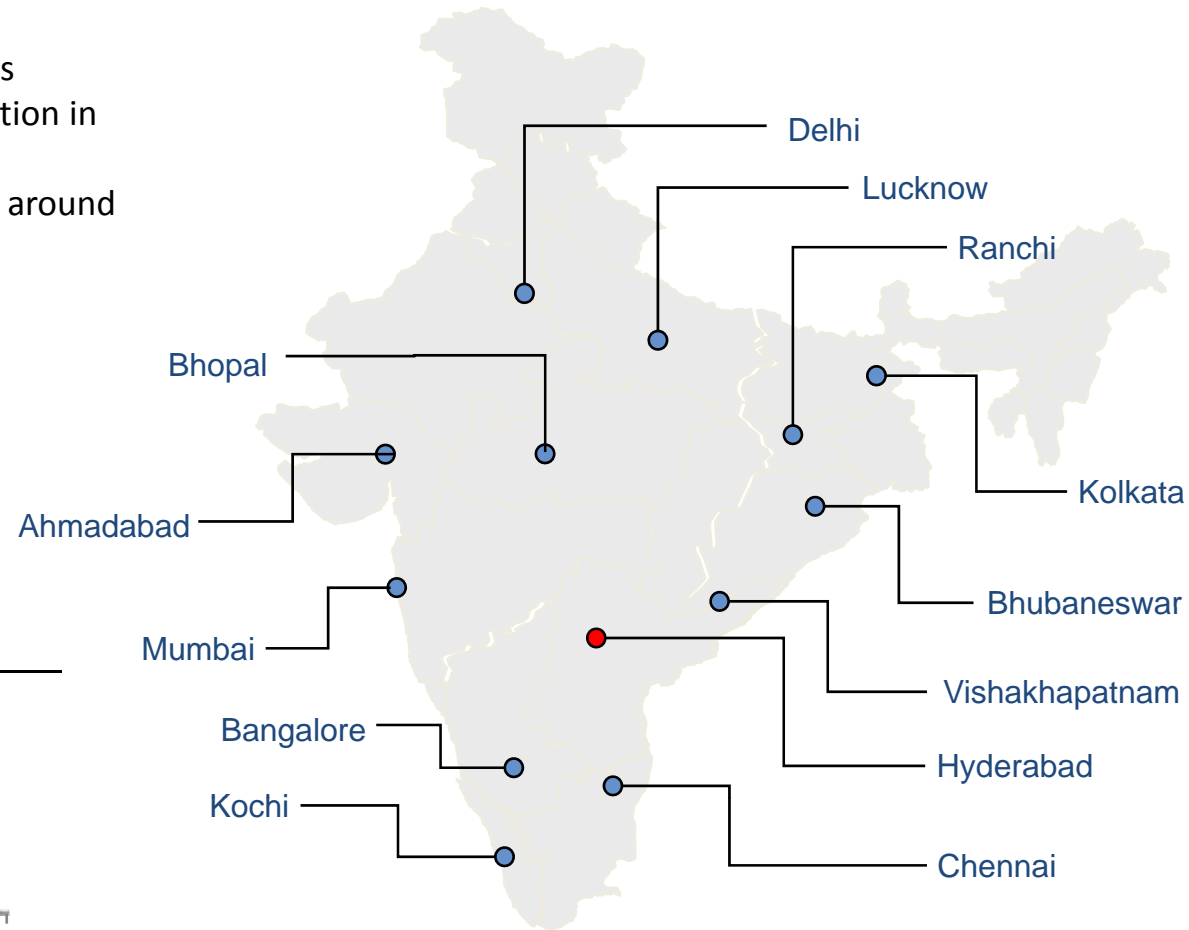 s
tion in
around
Delhi
Lucknow
Ranchi
Bhopal
Kolkata
Ahmadabad
Bhubaneswar
Mumbai
Vishakhapatnam
Bangalore
Hyderabad
Kochi
Chennai